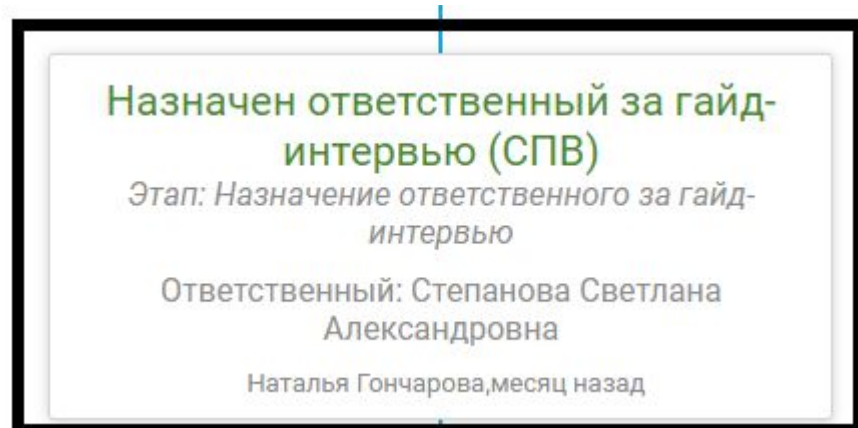 Назначен ответственный за гайд-
интервью (СПВ)
Этап: Назначение ответственного за гайд-
интервью
Ответственный: Степанова Светлана
Александровна
Наталья Гончарова,месяц назад